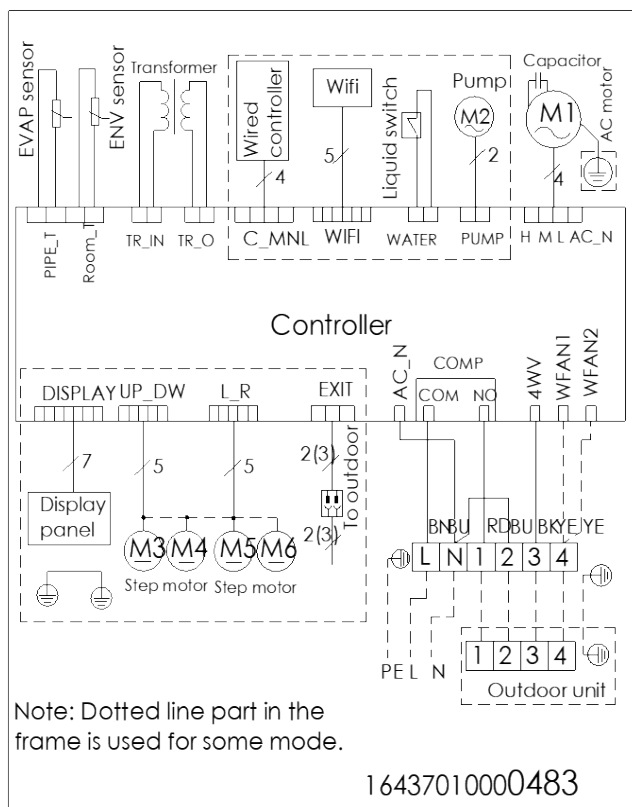 EVAP sensor
ENV sensor
Transformer
Wired
controller
Wifi
Liquid switch
Pump
M2
Capacitor
M1
AC motor
4
5
2
4
PIPE_T
Room_T
TR_IN
TR_O
C_MNL
WIFI
WATER
PUMP
H M L AC_N
Controller
DISPLAY
UP_DW
L_R
EXIT
AC_N
COMP
COM
NO
4WV
WFAN1
WFAN2
7
5
5
2(3)
To outdoor
2(3)
Display
panel
M3
M4
M5
M6
Step motor
Step motor
BN
BU
RD
BU
BK
YE/YE
L
N
1
2
3
4
PE
L
N
1
2
3
4
Outdoor unit
Note: Dotted line part in the
frame is used for some mode.
16437010000483